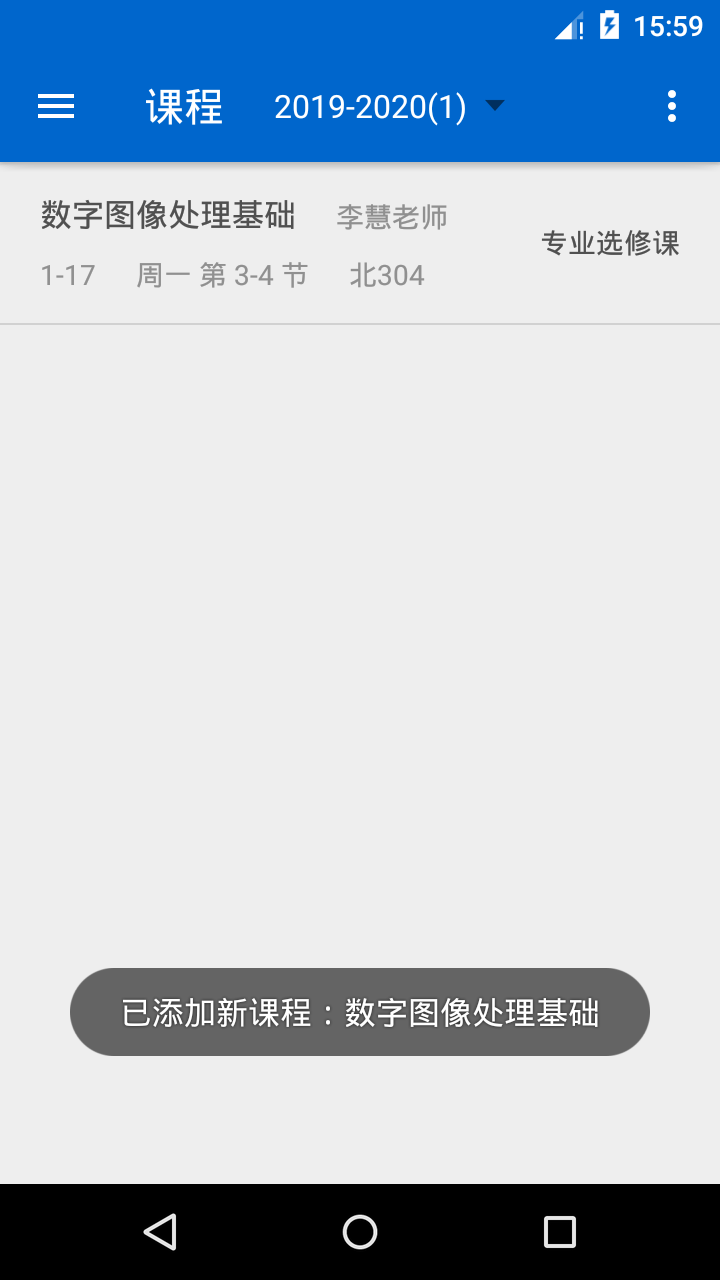 15:59
课程 2019-2020(1)
数字图像处理基础 李慧老师
专业选修课
1-17 周一 第 3-4 节 北304
已添加新课程：数字图像处理基础